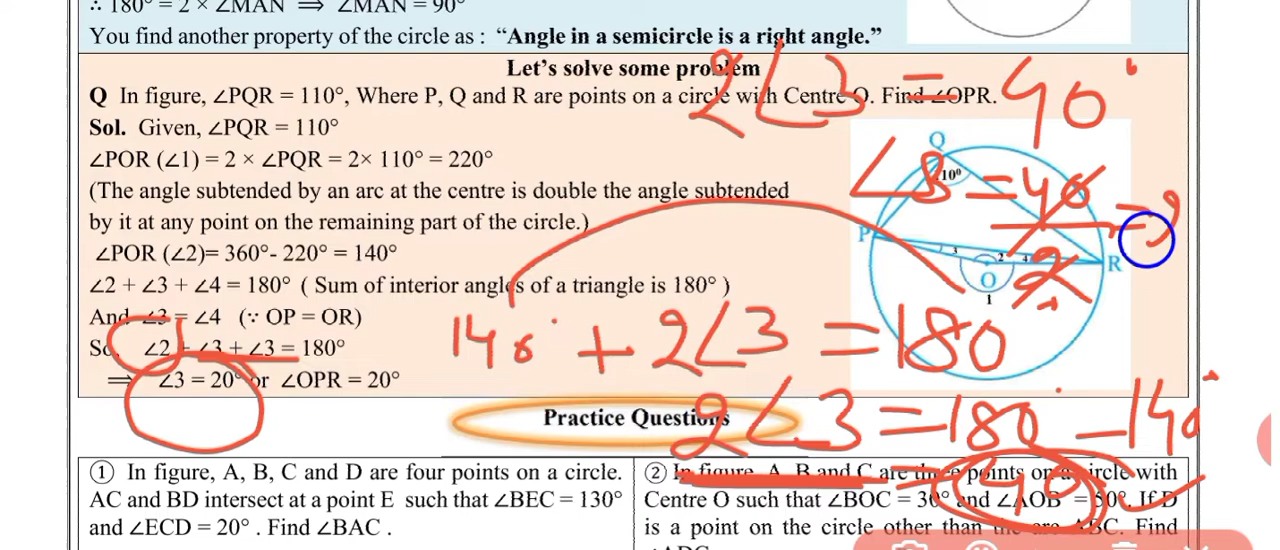 ∴ 180° = 2 × ∠MAN ⟹ ∠MAN = 90°
You find another property of the circle as : “Angle in a semicircle is a right angle.”
Let’s solve some problem
Q In figure, ∠PQR = 110°, Where P, Q and R are points on a circle with Centre O. Find ∠OPR.
Sol. Given, ∠PQR = 110°
∠POR (∠1) = 2 × ∠PQR = 2× 110° = 220°
(The angle subtended by an arc at the centre is double the angle subtended
by it at any point on the remaining part of the circle.)
∠POR (∠2)= 360°- 220° = 140°
∠2 + ∠3 + ∠4 = 180° ( Sum of interior angles of a triangle is 180° )
And ∠3 = ∠4 (∵ OP = OR)
So, ∠2 + ∠3 + ∠3 = 180°
⟹ ∠3 = 20° or ∠OPR = 20°
2∠3 = 40°
∠3 = 40
= 2
2
Q
10⁰
P
3
2
4
R
O
1
140° + 2∠3 = 180
2∠3 = 180° - 140°
= 40
Practice Questions
① In figure, A, B, C and D are four points on a circle.
AC and BD intersect at a point E such that ∠BEC = 130°
and ∠ECD = 20° . Find ∠BAC .
② In figure, A, B and C are three points on a circle with
Centre O such that ∠BOC = 30° and ∠AOB = 60°. If D
is a point on the circle other than the arc ABC. Find
∠ADC